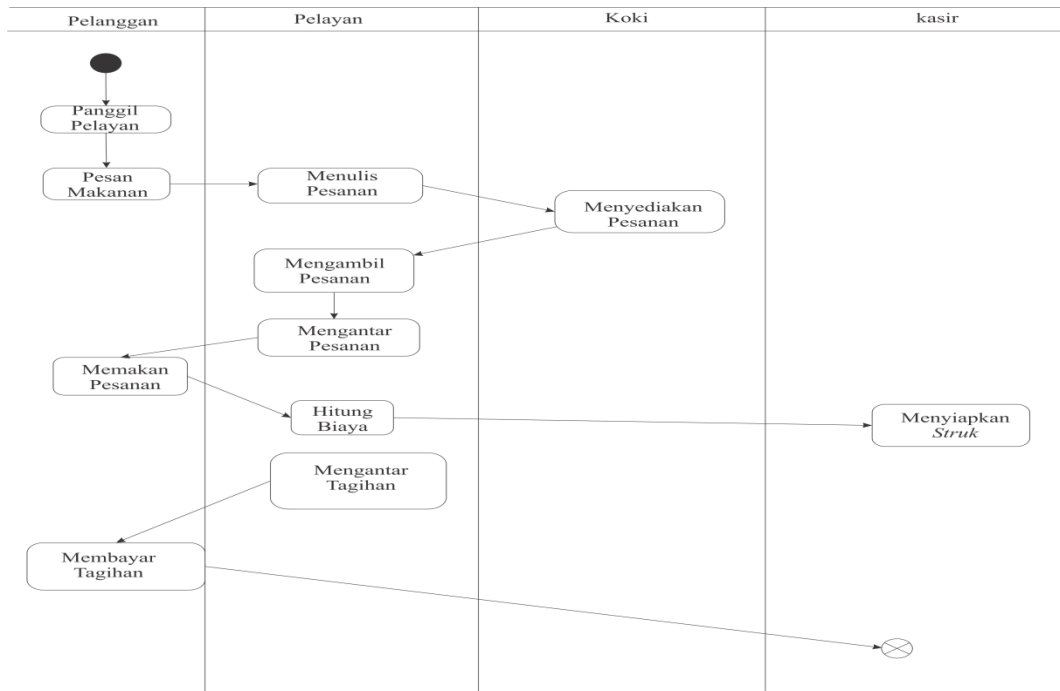 Pelanggan
Pelayan
Koki
kasir
Panggil
Pelayan
Pesan
Makanan
Menulis
Pesanan
Menyediakan
Pesanan
Mengambil
Pesanan
Mengantar
Pesanan
Memakan
Pesanan
Hitung
Biaya
Menyiapkan
Struk
Mengantar
Tagihan
Membayar
Tagihan